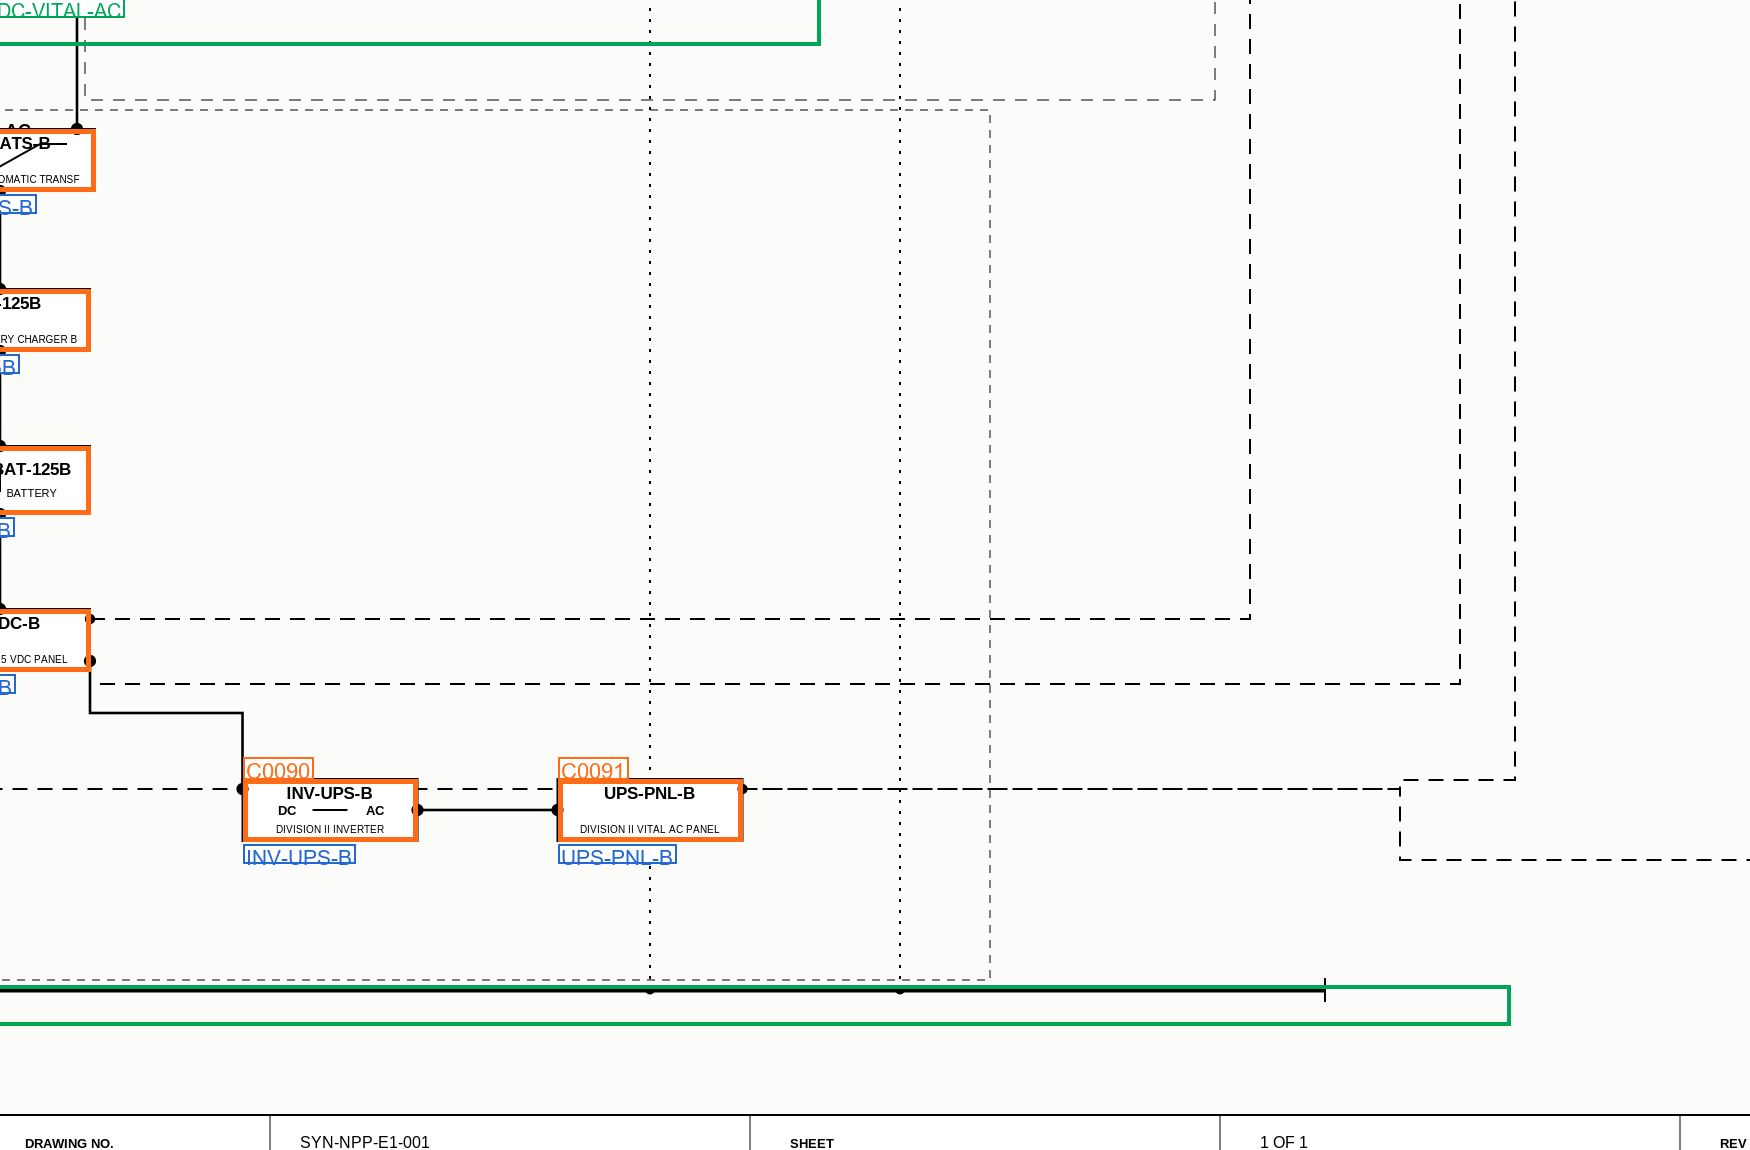 DC-VITAL-AC
AC
ATS-B
OMATIC TRANSF
S-B
-125B
RY CHARGER B
B
BAT-125B
BATTERY
B
DC-B
5 VDC PANEL
B
C0090
INV-UPS-B
DC AC
DIVISION II INVERTER
INV-UPS-B
C0091
UPS-PNL-B
DIVISION II VITAL AC PANEL
UPS-PNL-B
DRAWING NO. SYN-NPP-E1-001 SHEET 1 OF 1 REV